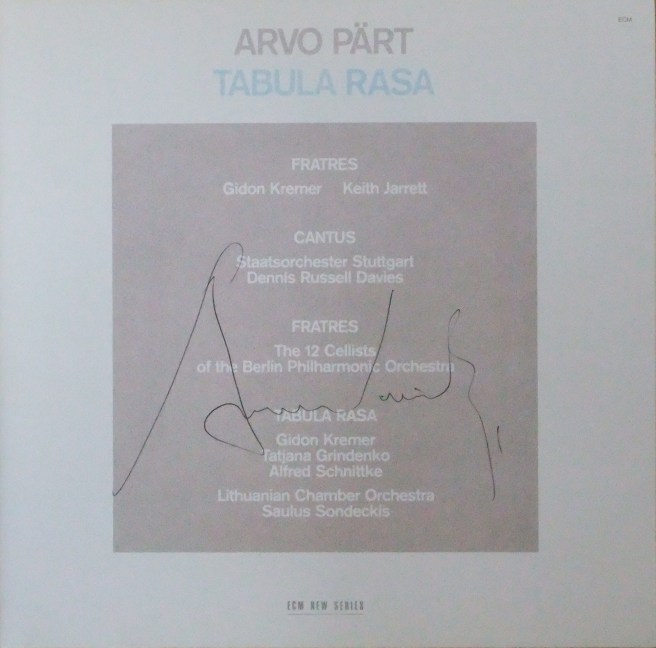 ECM
ARVO PÄRT
TABULA RASA
FRATRES
Gidon Kremer Keith Jarrett
CANTUS
Staatsorchester Stuttgart
Dennis Russell Davies
FRATRES
The 12 Cellists
of the Berlin Philharmonic Orchestra
TABULA RASA
Gidon Kremer
Tatjana Grindenko
Alfred Schnittke
Lithuanian Chamber Orchestra
Saulus Sondeckis
ECM NEW SERIES